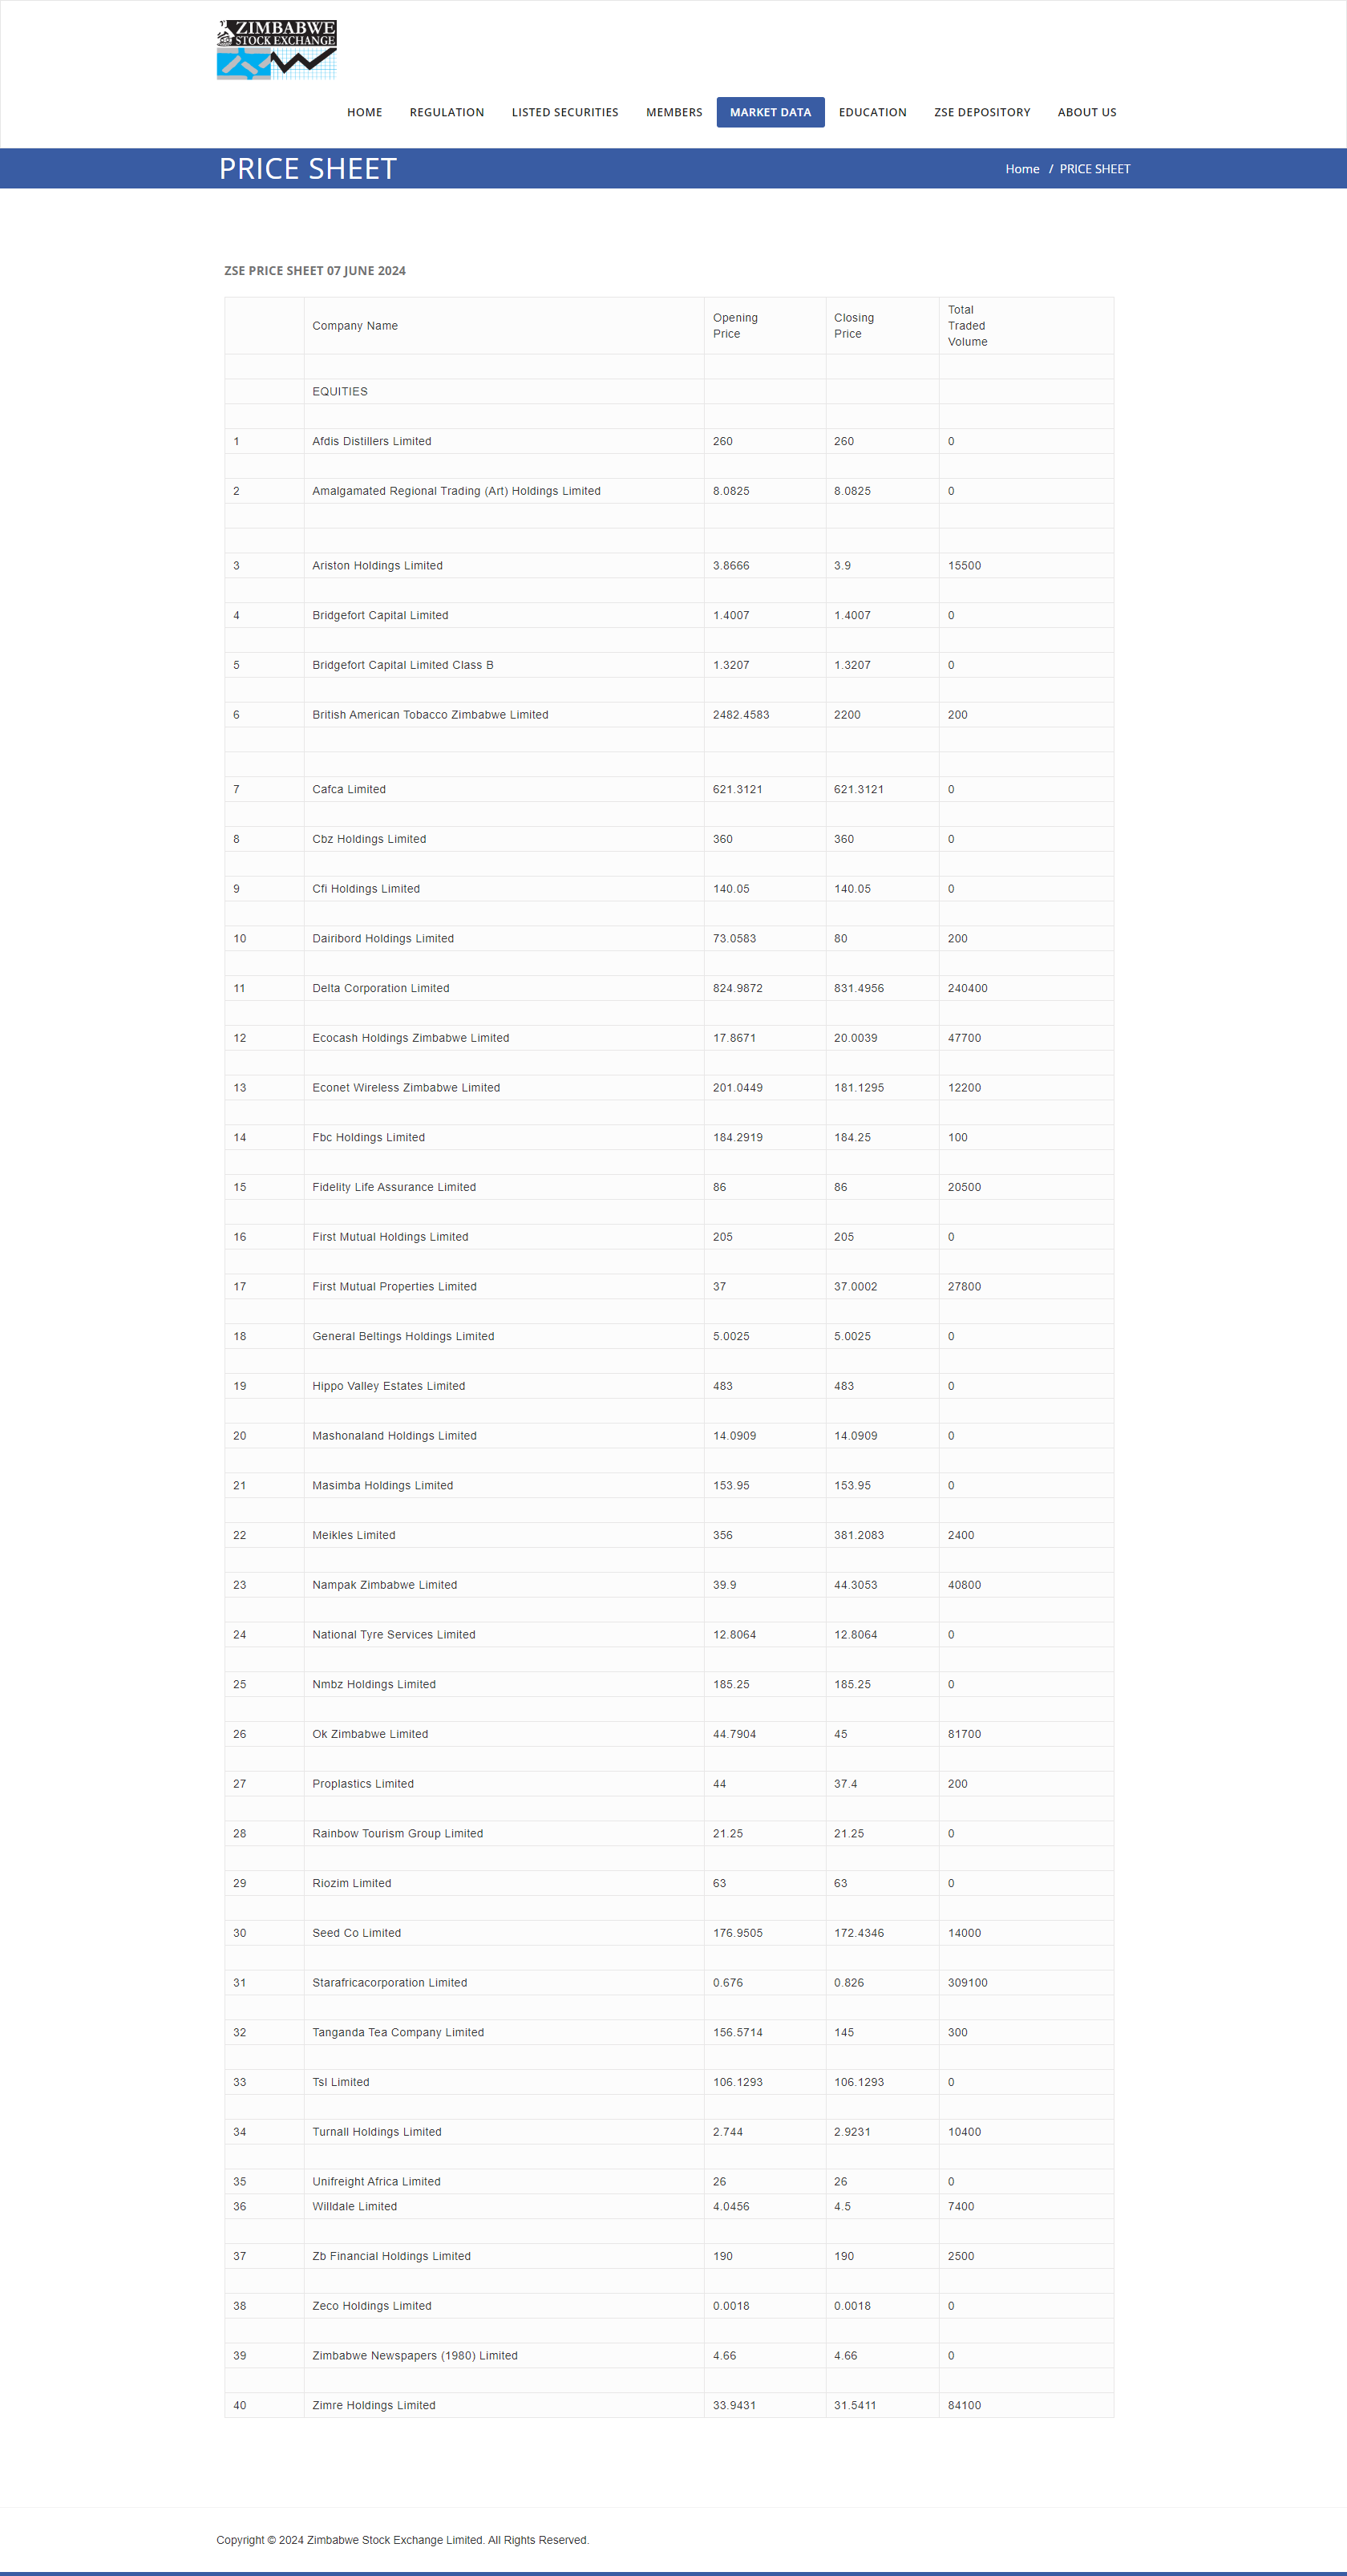 ZIMBABWE
STOCK EXCHANGE
HOME REGULATION LISTED SECURITIES MEMBERS MARKET DATA EDUCATION ZSE DEPOSITORY ABOUT US
PRICE SHEET
Home / PRICE SHEET
ZSE PRICE SHEET 07 JUNE 2024
Company Name Opening Price Closing Price Total Traded Volume
EQUITIES
1 Afdis Distillers Limited 260 260 0
2 Amalgamated Regional Trading (Art) Holdings Limited 8.0825 8.0825 0
3 Ariston Holdings Limited 3.8666 3.9 15500
4 Bridgefort Capital Limited 1.4007 1.4007 0
5 Bridgefort Capital Limited Class B 1.3207 1.3207 0
6 British American Tobacco Zimbabwe Limited 2482.4583 2200 200
7 Cafca Limited 621.3121 621.3121 0
8 Cbz Holdings Limited 360 360 0
9 Cfi Holdings Limited 140.05 140.05 0
10 Dairibord Holdings Limited 73.0583 80 200
11 Delta Corporation Limited 824.9872 831.4956 240400
12 Ecocash Holdings Zimbabwe Limited 17.8671 20.0039 47700
13 Econet Wireless Zimbabwe Limited 201.0449 181.1295 12200
14 Fbc Holdings Limited 184.2919 184.25 100
15 Fidelity Life Assurance Limited 86 86 20500
16 First Mutual Holdings Limited 205 205 0
17 First Mutual Properties Limited 37 37.0002 27800
18 General Beltings Holdings Limited 5.0025 5.0025 0
19 Hippo Valley Estates Limited 483 483 0
20 Mashonaland Holdings Limited 14.0909 14.0909 0
21 Masimba Holdings Limited 153.95 153.95 0
22 Meikles Limited 356 381.2083 2400
23 Nampak Zimbabwe Limited 39.9 44.3053 40800
24 National Tyre Services Limited 12.8064 12.8064 0
25 Nmbz Holdings Limited 185.25 185.25 0
26 Ok Zimbabwe Limited 44.7904 45 81700
27 Proplastics Limited 44 37.4 200
28 Rainbow Tourism Group Limited 21.25 21.25 0
29 Riozim Limited 63 63 0
30 Seed Co Limited 176.9505 172.4346 14000
31 Starafricacorporation Limited 0.676 0.826 309100
32 Tanganda Tea Company Limited 156.5714 145 300
33 Tsl Limited 106.1293 106.1293 0
34 Turnall Holdings Limited 2.744 2.9231 10400
35 Unifreight Africa Limited 26 26 0
36 Willdale Limited 4.0456 4.5 7400
37 Zb Financial Holdings Limited 190 190 2500
38 Zeco Holdings Limited 0.0018 0.0018 0
39 Zimbabwe Newspapers (1980) Limited 4.66 4.66 0
40 Zimre Holdings Limited 33.9431 31.5411 84100
Copyright © 2024 Zimbabwe Stock Exchange Limited. All Rights Reserved.